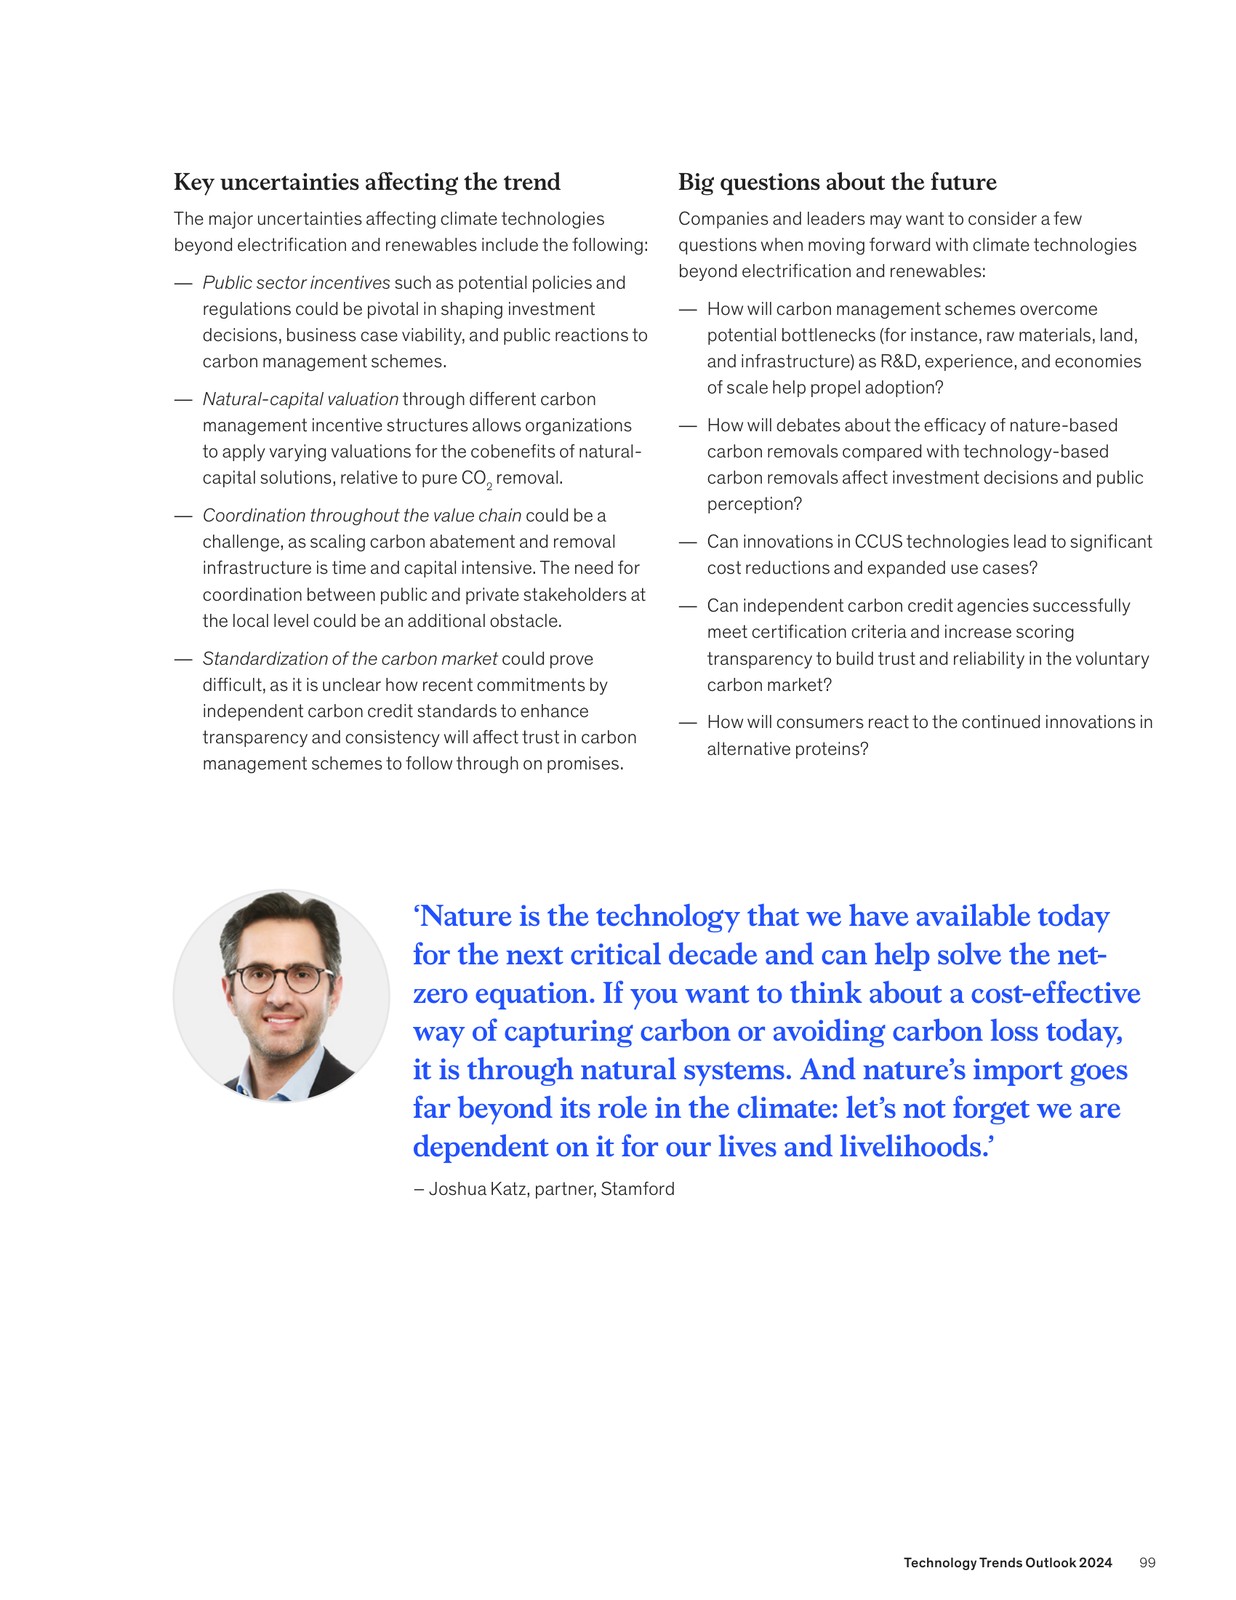 Key uncertainties affecting the trend
The major uncertainties affecting climate technologies
beyond electrification and renewables include the following:
— Public sector incentives such as potential policies and
regulations could be pivotal in shaping investment
decisions, business case viability, and public reactions to
carbon management schemes.
— Natural-capital valuation through different carbon
management incentive structures allows organizations
to apply varying valuations for the cobenefits of natural-
capital solutions, relative to pure CO₂ removal.
— Coordination throughout the value chain could be a
challenge, as scaling carbon abatement and removal
infrastructure is time and capital intensive. The need for
coordination between public and private stakeholders at
the local level could be an additional obstacle.
— Standardization of the carbon market could prove
difficult, as it is unclear how recent commitments by
independent carbon credit standards to enhance
transparency and consistency will affect trust in carbon
management schemes to follow through on promises.
Big questions about the future
Companies and leaders may want to consider a few
questions when moving forward with climate technologies
beyond electrification and renewables:
— How will carbon management schemes overcome
potential bottlenecks (for instance, raw materials, land,
and infrastructure) as R&D, experience, and economies
of scale help propel adoption?
— How will debates about the efficacy of nature-based
carbon removals compared with technology-based
carbon removals affect investment decisions and public
perception?
— Can innovations in CCUS technologies lead to significant
cost reductions and expanded use cases?
— Can independent carbon credit agencies successfully
meet certification criteria and increase scoring
transparency to build trust and reliability in the voluntary
carbon market?
— How will consumers react to the continued innovations in
alternative proteins?
‘Nature is the technology that we have available today
for the next critical decade and can help solve the net-
zero equation. If you want to think about a cost-effective
way of capturing carbon or avoiding carbon loss today,
it is through natural systems. And nature’s import goes
far beyond its role in the climate: let’s not forget we are
dependent on it for our lives and livelihoods.’
– Joshua Katz, partner, Stamford
Technology Trends Outlook 2024 99